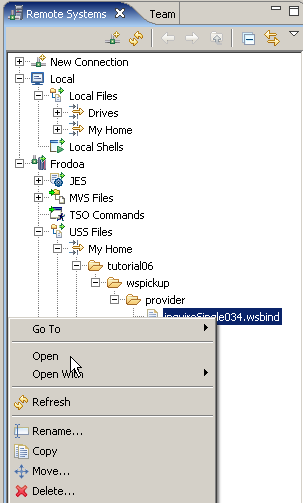 Remote Systems
Team
New Connection
Local
Local Files
Drives
My Home
Local Shells
Frodoa
JES
MVS Files
TSO Commands
USS Files
My Home
tutorial06
wspickup
provider
inquireSingle034.wsbind
Go To
Open
Open With
Refresh
Rename...
Copy
Move...
Delete...